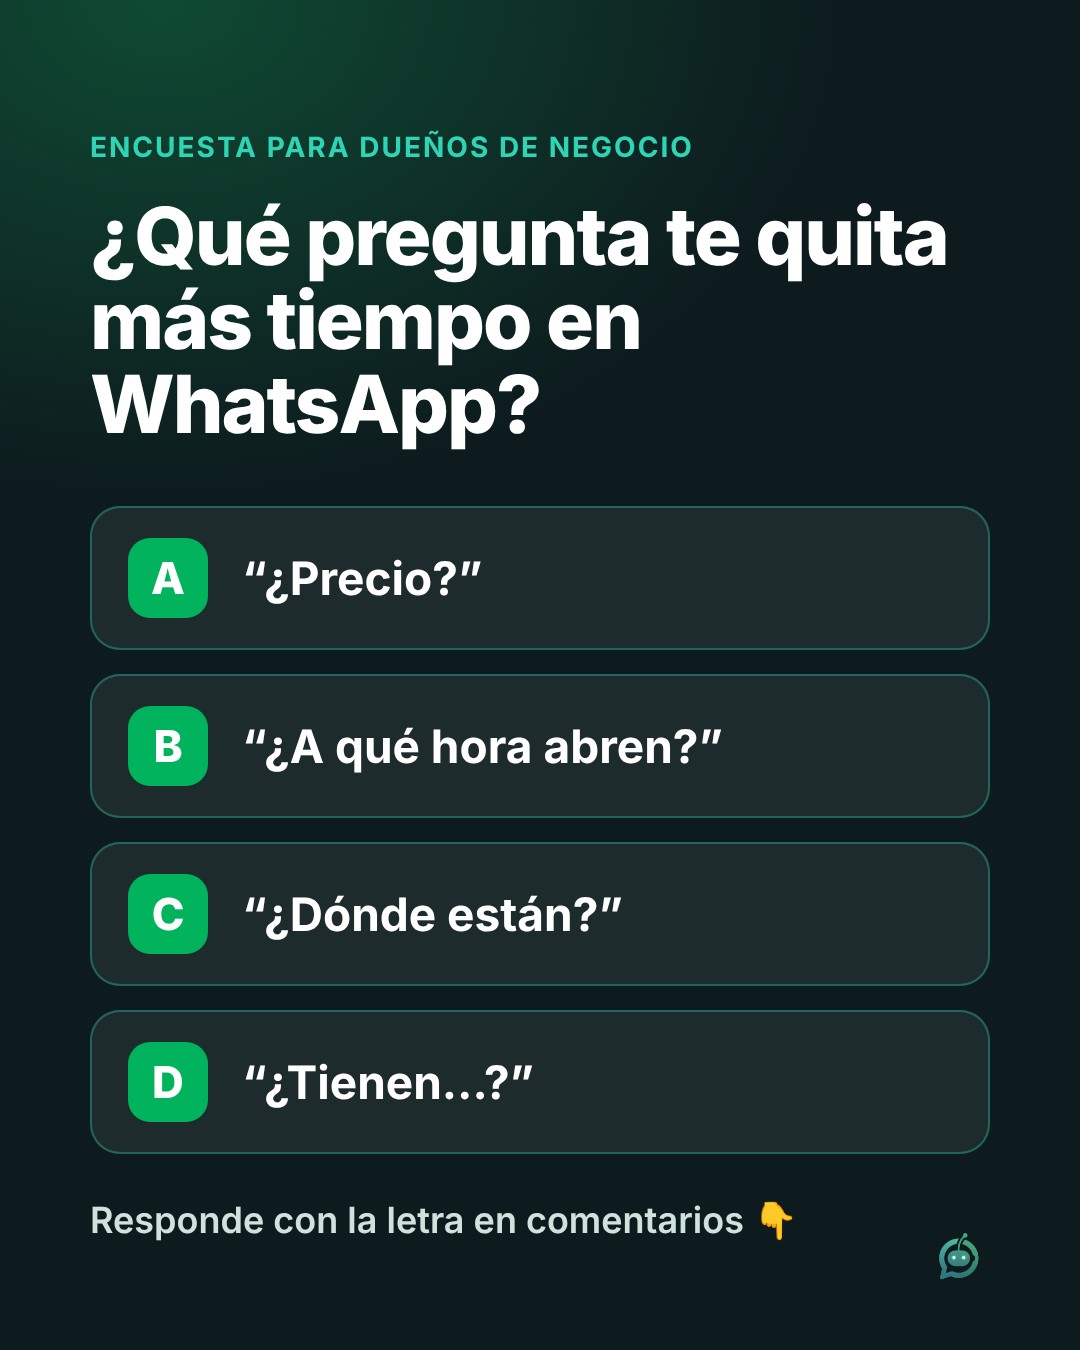 ENCUESTA PARA DUEÑOS DE NEGOCIO
¿Qué pregunta te quita
más tiempo en
WhatsApp?
A “¿Precio?”
B “¿A qué hora abren?”
C “¿Dónde están?”
D “¿Tienen...?”
Responde con la letra en comentarios 👇